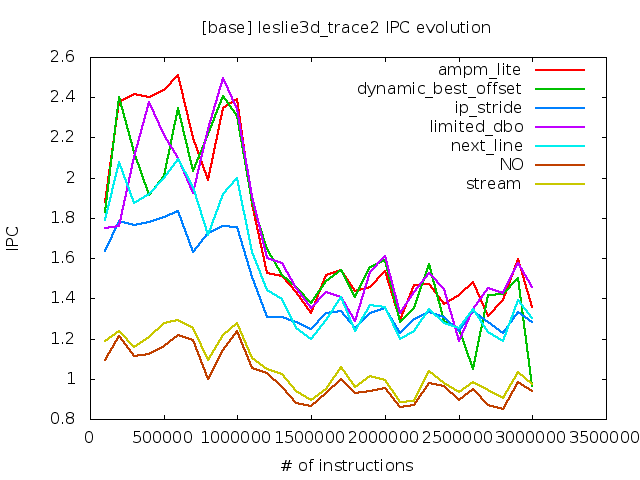 [base] leslie3d_trace2 IPC evolution
2.6
2.4
2.2
2
1.8
1.6
1.4
1.2
1
0.8
IPC
ampm_lite
dynamic_best_offset
ip_stride
limited_dbo
next_line
NO
stream
0 500000 1000000 1500000 2000000 2500000 3000000 3500000
# of instructions